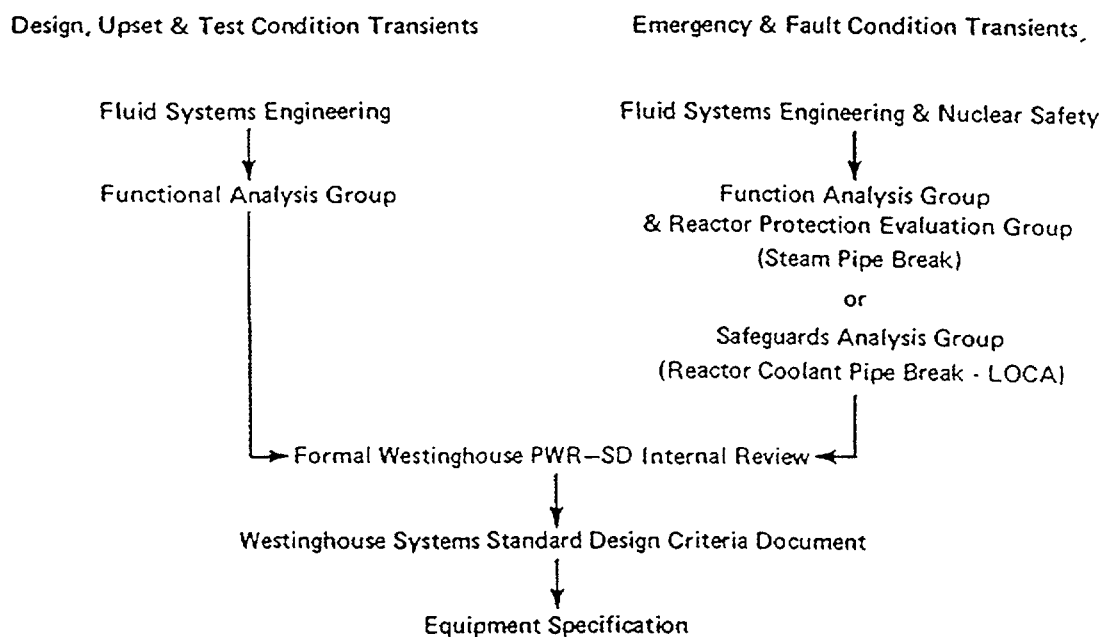 Design, Upset & Test Condition Transients
Emergency & Fault Condition Transients,
Fluid Systems Engineering
Fluid Systems Engineering & Nuclear Safety
Functional Analysis Group
Function Analysis Group
& Reactor Protection Evaluation Group
(Steam Pipe Break)
or
Safeguards Analysis Group
(Reactor Coolant Pipe Break - LOCA)
Formal Westinghouse PWR–SD Internal Review
Westinghouse Systems Standard Design Criteria Document
Equipment Specification